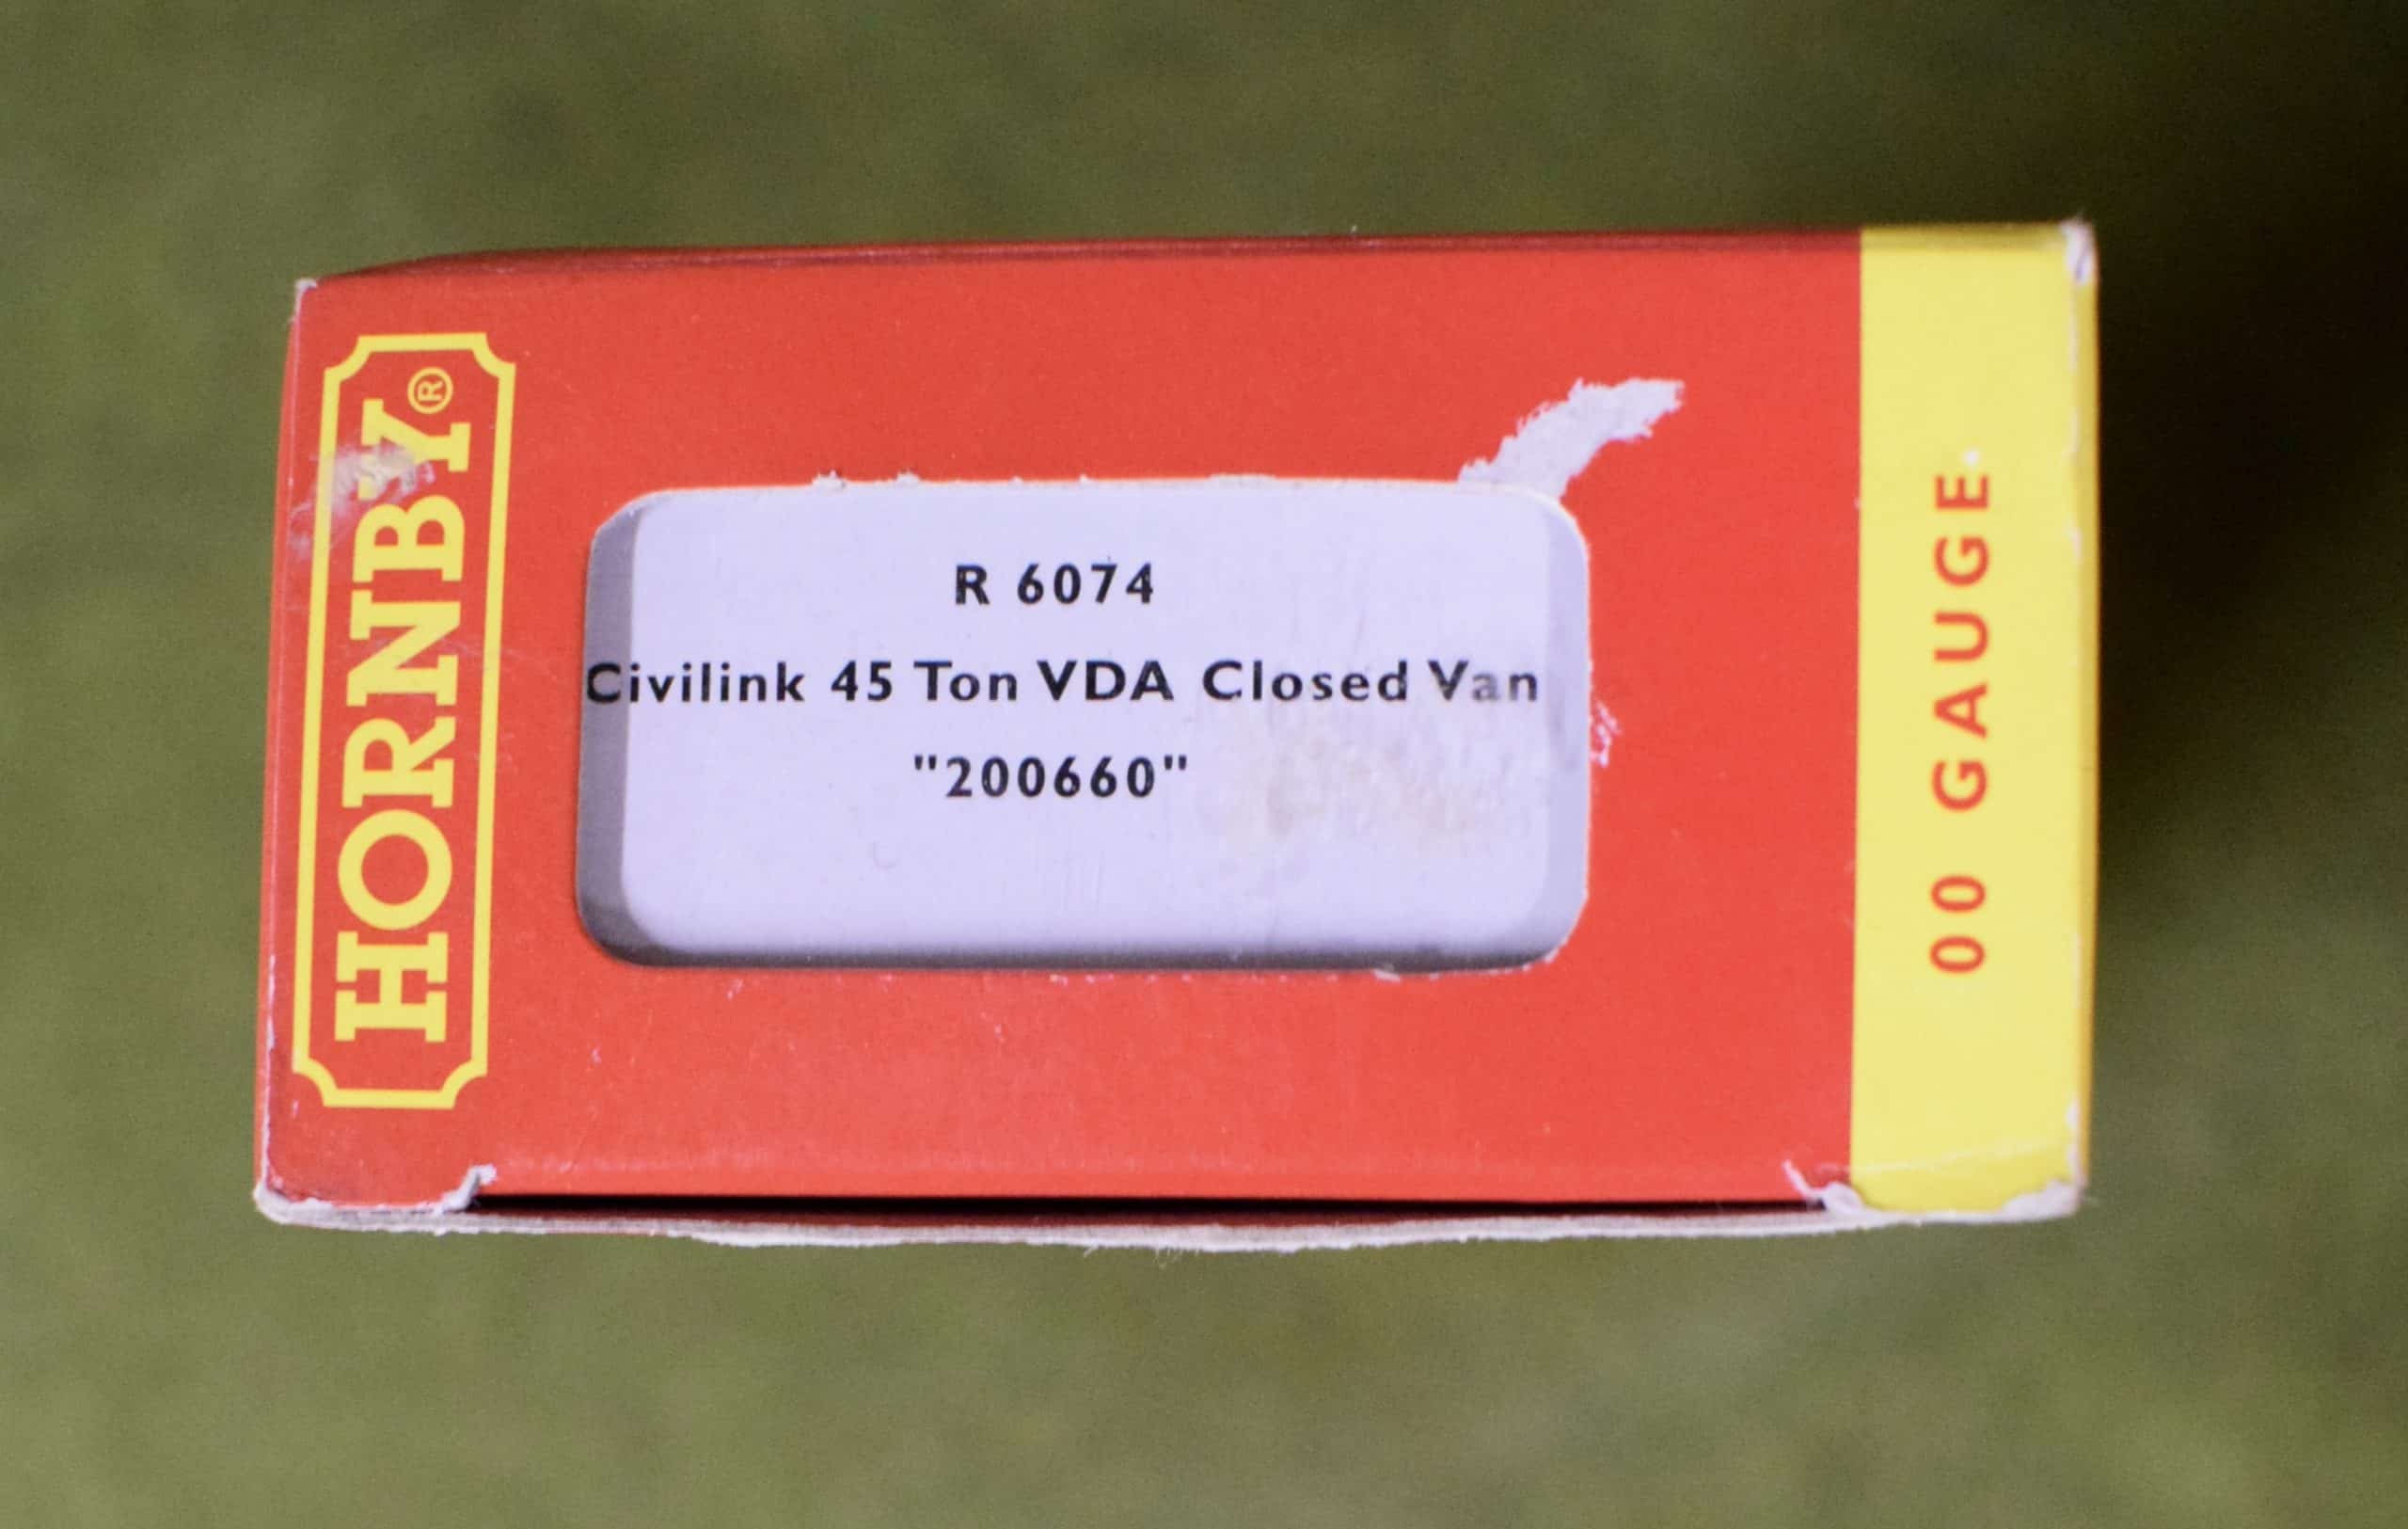 HORNBY®
R 6074
Civilink 45 Ton VDA Closed Van
"200660"
00 GAUGE.